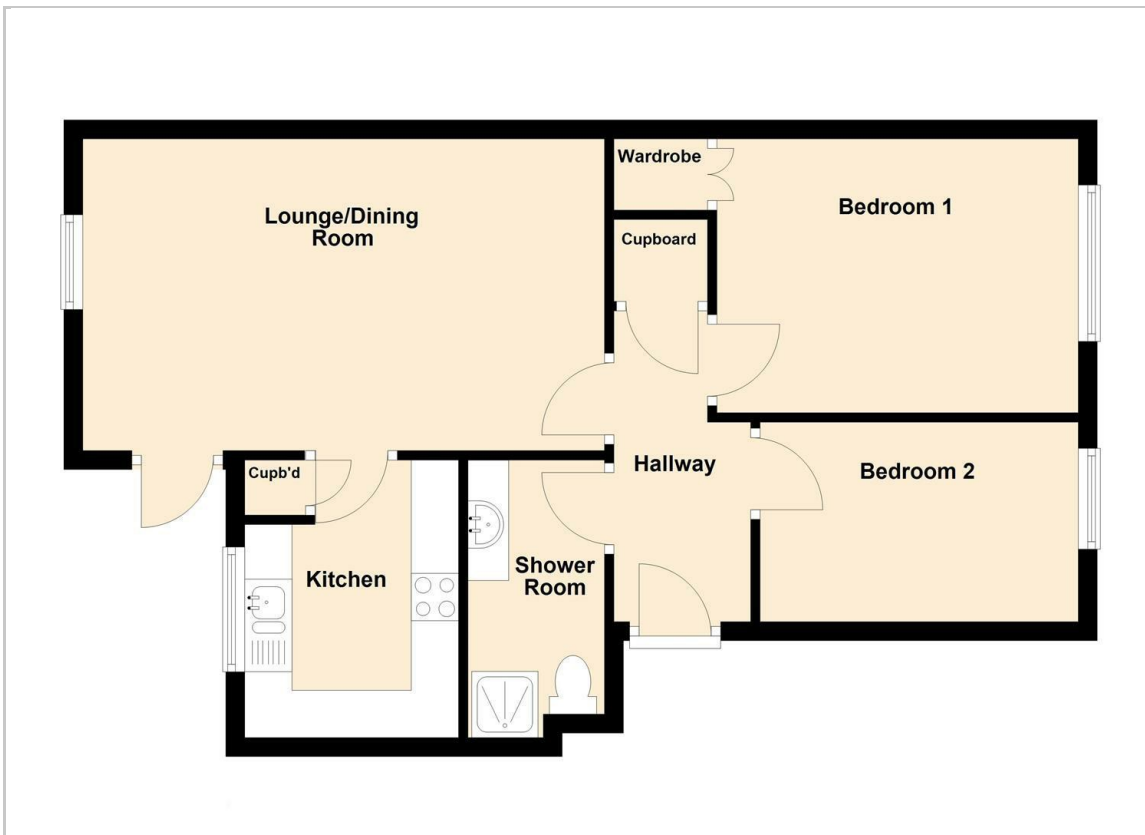 Wardrobe
Bedroom 1
Lounge/Dining
Room
Cupboard
Hallway
Bedroom 2
Cupb'd
Kitchen
Shower
Room